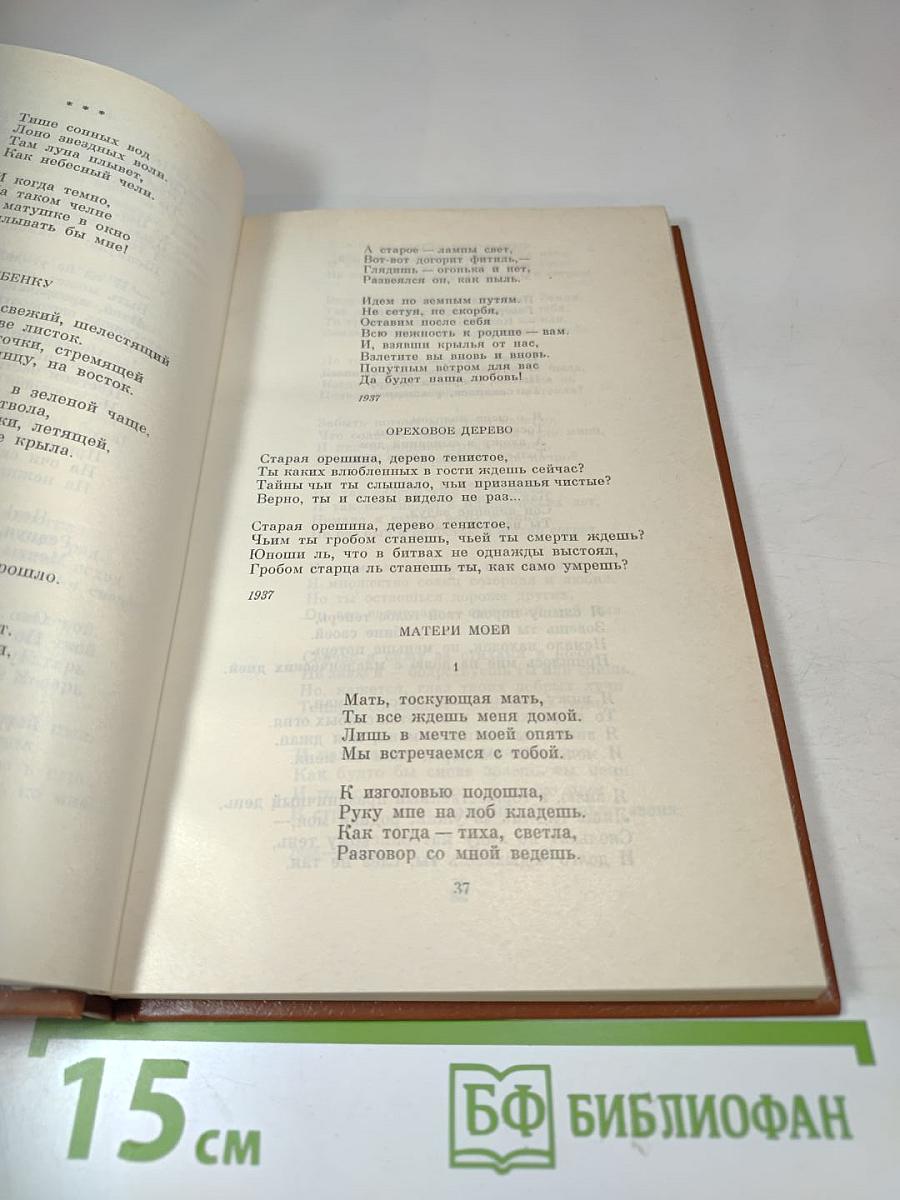 * * *
Тише сонных вод
Лоно звездных волн.
Там луна плывет,
Как небесный челн.
И когда темно,
На таком челне
матушке в окно
плывать бы мне!
БЕНКУ
свежий, шелестящий
ве листок.
точки, стремящей
нцу, на восток.
в зеленой чаще,
твола,
ки, летящей,
е крыла.
рошло.
т.
я,
А старое — лампы свет,
Вот-вот догорит фитиль,—
Глядишь — огонька и нет,
Развеялся он, как пыль.
Идем по земным путям.
Не сетуя, не скорбя,
Оставим после себя
Всю нежность к родине — вам.
И, взявши крылья от нас,
Взлетите вы вновь и вновь.
Попутным ветром для вас
Да будет наша любовь!
1937
ОРЕХОВОЕ ДЕРЕВО
Старая орешина, дерево тенистое,
Ты каких влюбленных в гости ждешь сейчас?
Тайны чьи ты слышало, чьи признанья чистые?
Верно, ты и слезы видело не раз...
Старая орешина, дерево тенистое,
Чьим ты гробом станешь, чьей ты смерти ждешь?
Юноши ль, что в битвах не однажды выстоял,
Гробом старца ль станешь ты, как само умрешь?
1937
МАТЕРИ МОЕЙ
1
Мать, тоскующая мать,
Ты все ждешь меня домой.
Лишь в мечте моей опять
Мы встречаемся с тобой.
К изголовью подошла,
Руку мне на лоб кладешь.
Как тогда — тиха, светла,
Разговор со мной ведешь.
37
15 см
БФ БИБЛИОФАН